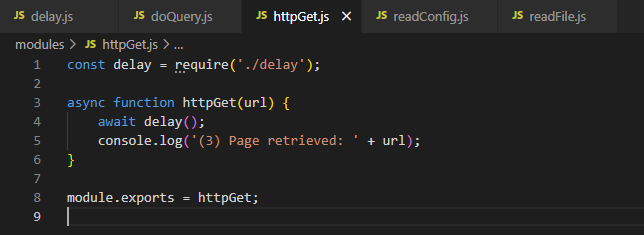 JS delay.js JS doQuery.js JS httpGet.js JS readConfig.js JS readFile.js
modules > JS httpGet.js > ...
1 const delay = require('./delay');
2
3 async function httpGet(url) {
4     await delay();
5     console.log('(3) Page retrieved: ' + url);
6 }
7
8 module.exports = httpGet;
9